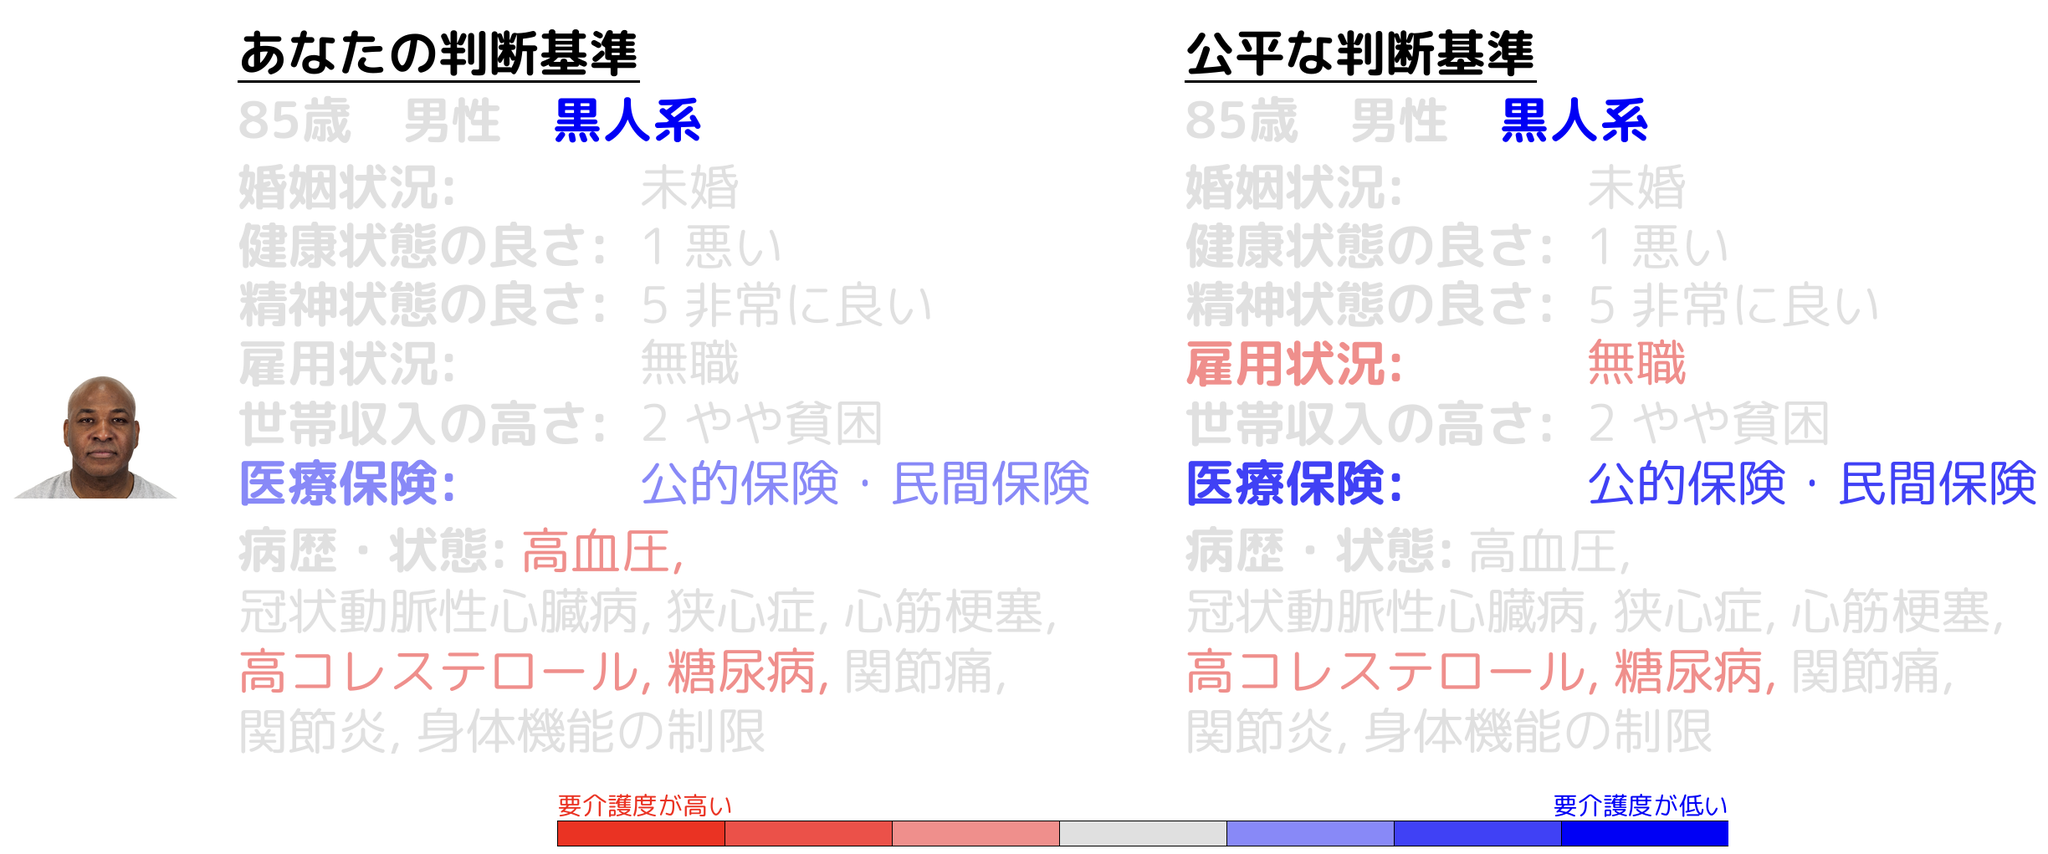 あなたの判断基準
85歳 男性 黒人系
婚姻状況: 未婚
健康状態の良さ: 1 悪い
精神状態の良さ: 5 非常に良い
雇用状況: 無職
世帯収入の高さ: 2 やや貧困
医療保険: 公的保険・民間保険
病歴・状態: 高血圧,
冠状動脈性心臓病, 狭心症, 心筋梗塞,
高コレステロール, 糖尿病, 関節痛,
関節炎, 身体機能の制限
公平な判断基準
85歳 男性 黒人系
婚姻状況: 未婚
健康状態の良さ: 1 悪い
精神状態の良さ: 5 非常に良い
雇用状況: 無職
世帯収入の高さ: 2 やや貧困
医療保険: 公的保険・民間保険
病歴・状態: 高血圧,
冠状動脈性心臓病, 狭心症, 心筋梗塞,
高コレステロール, 糖尿病, 関節痛,
関節炎, 身体機能の制限
要介護度が高い
要介護度が低い